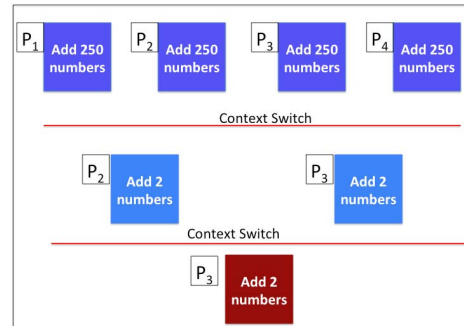 P1 Add 250 numbers
P2 Add 250 numbers
P3 Add 250 numbers
P4 Add 250 numbers
Context Switch
P2 Add 2 numbers
P3 Add 2 numbers
Context Switch
P3 Add 2 numbers